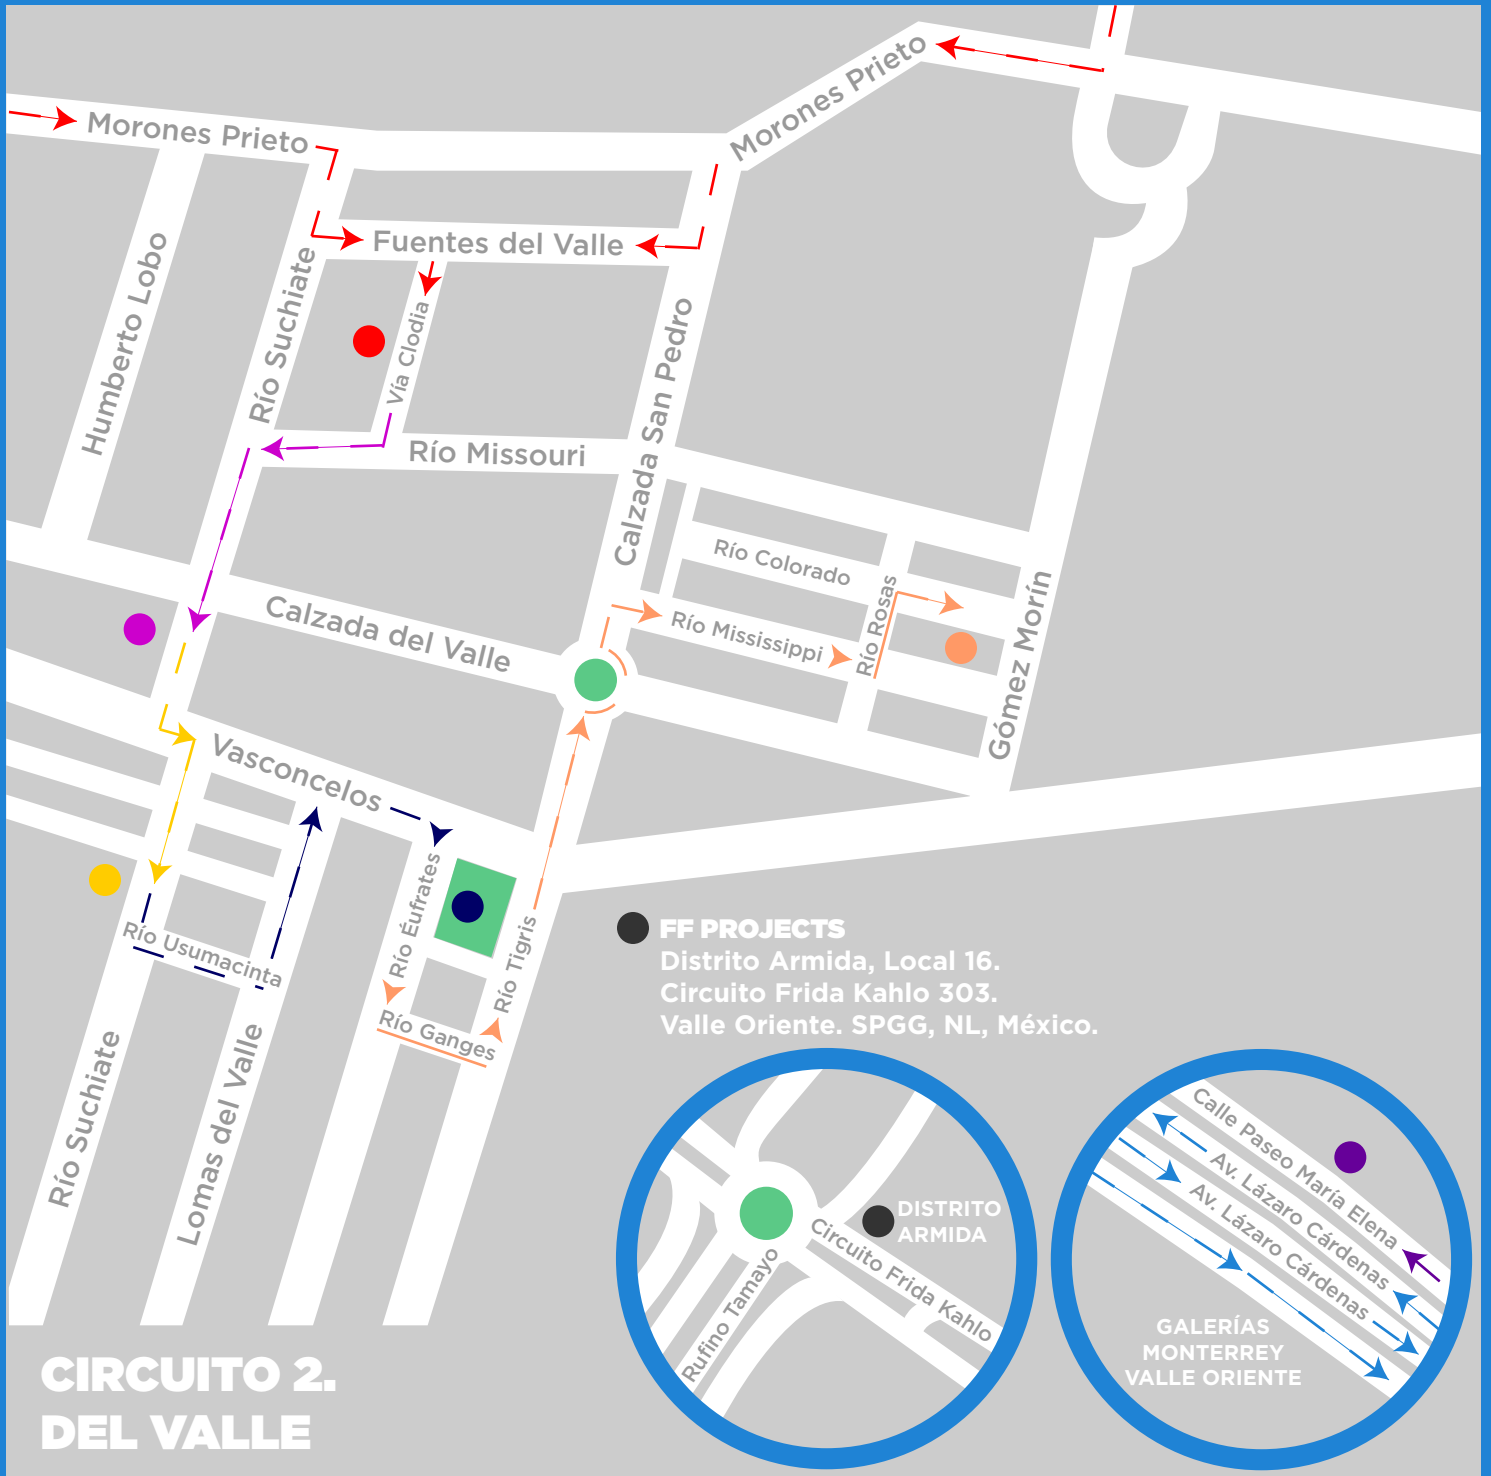 Morones Prieto
Morones Prieto
Fuentes del Valle
Humberto Lobo
Río Suchiate
Vía Clodia
Calzada San Pedro
Río Missouri
Río Colorado
Calzada del Valle
Río Mississippi
Río Rosas
Gómez Morín
Vasconcelos
Río Éufrates
Río Tigris
Río Usumacinta
Río Ganges
Río Suchiate
Lomas del Valle
FF PROJECTS
Distrito Armida, Local 16.
Circuito Frida Kahlo 303.
Valle Oriente. SPGG, NL, México.
DISTRITO
ARMIDA
Circuito Frida Kahlo
Rufino Tamayo
Calle Paseo María Elena
Av. Lázaro Cárdenas
Av. Lázaro Cárdenas
GALERÍAS
MONTERREY
VALLE ORIENTE
CIRCUITO 2.
DEL VALLE